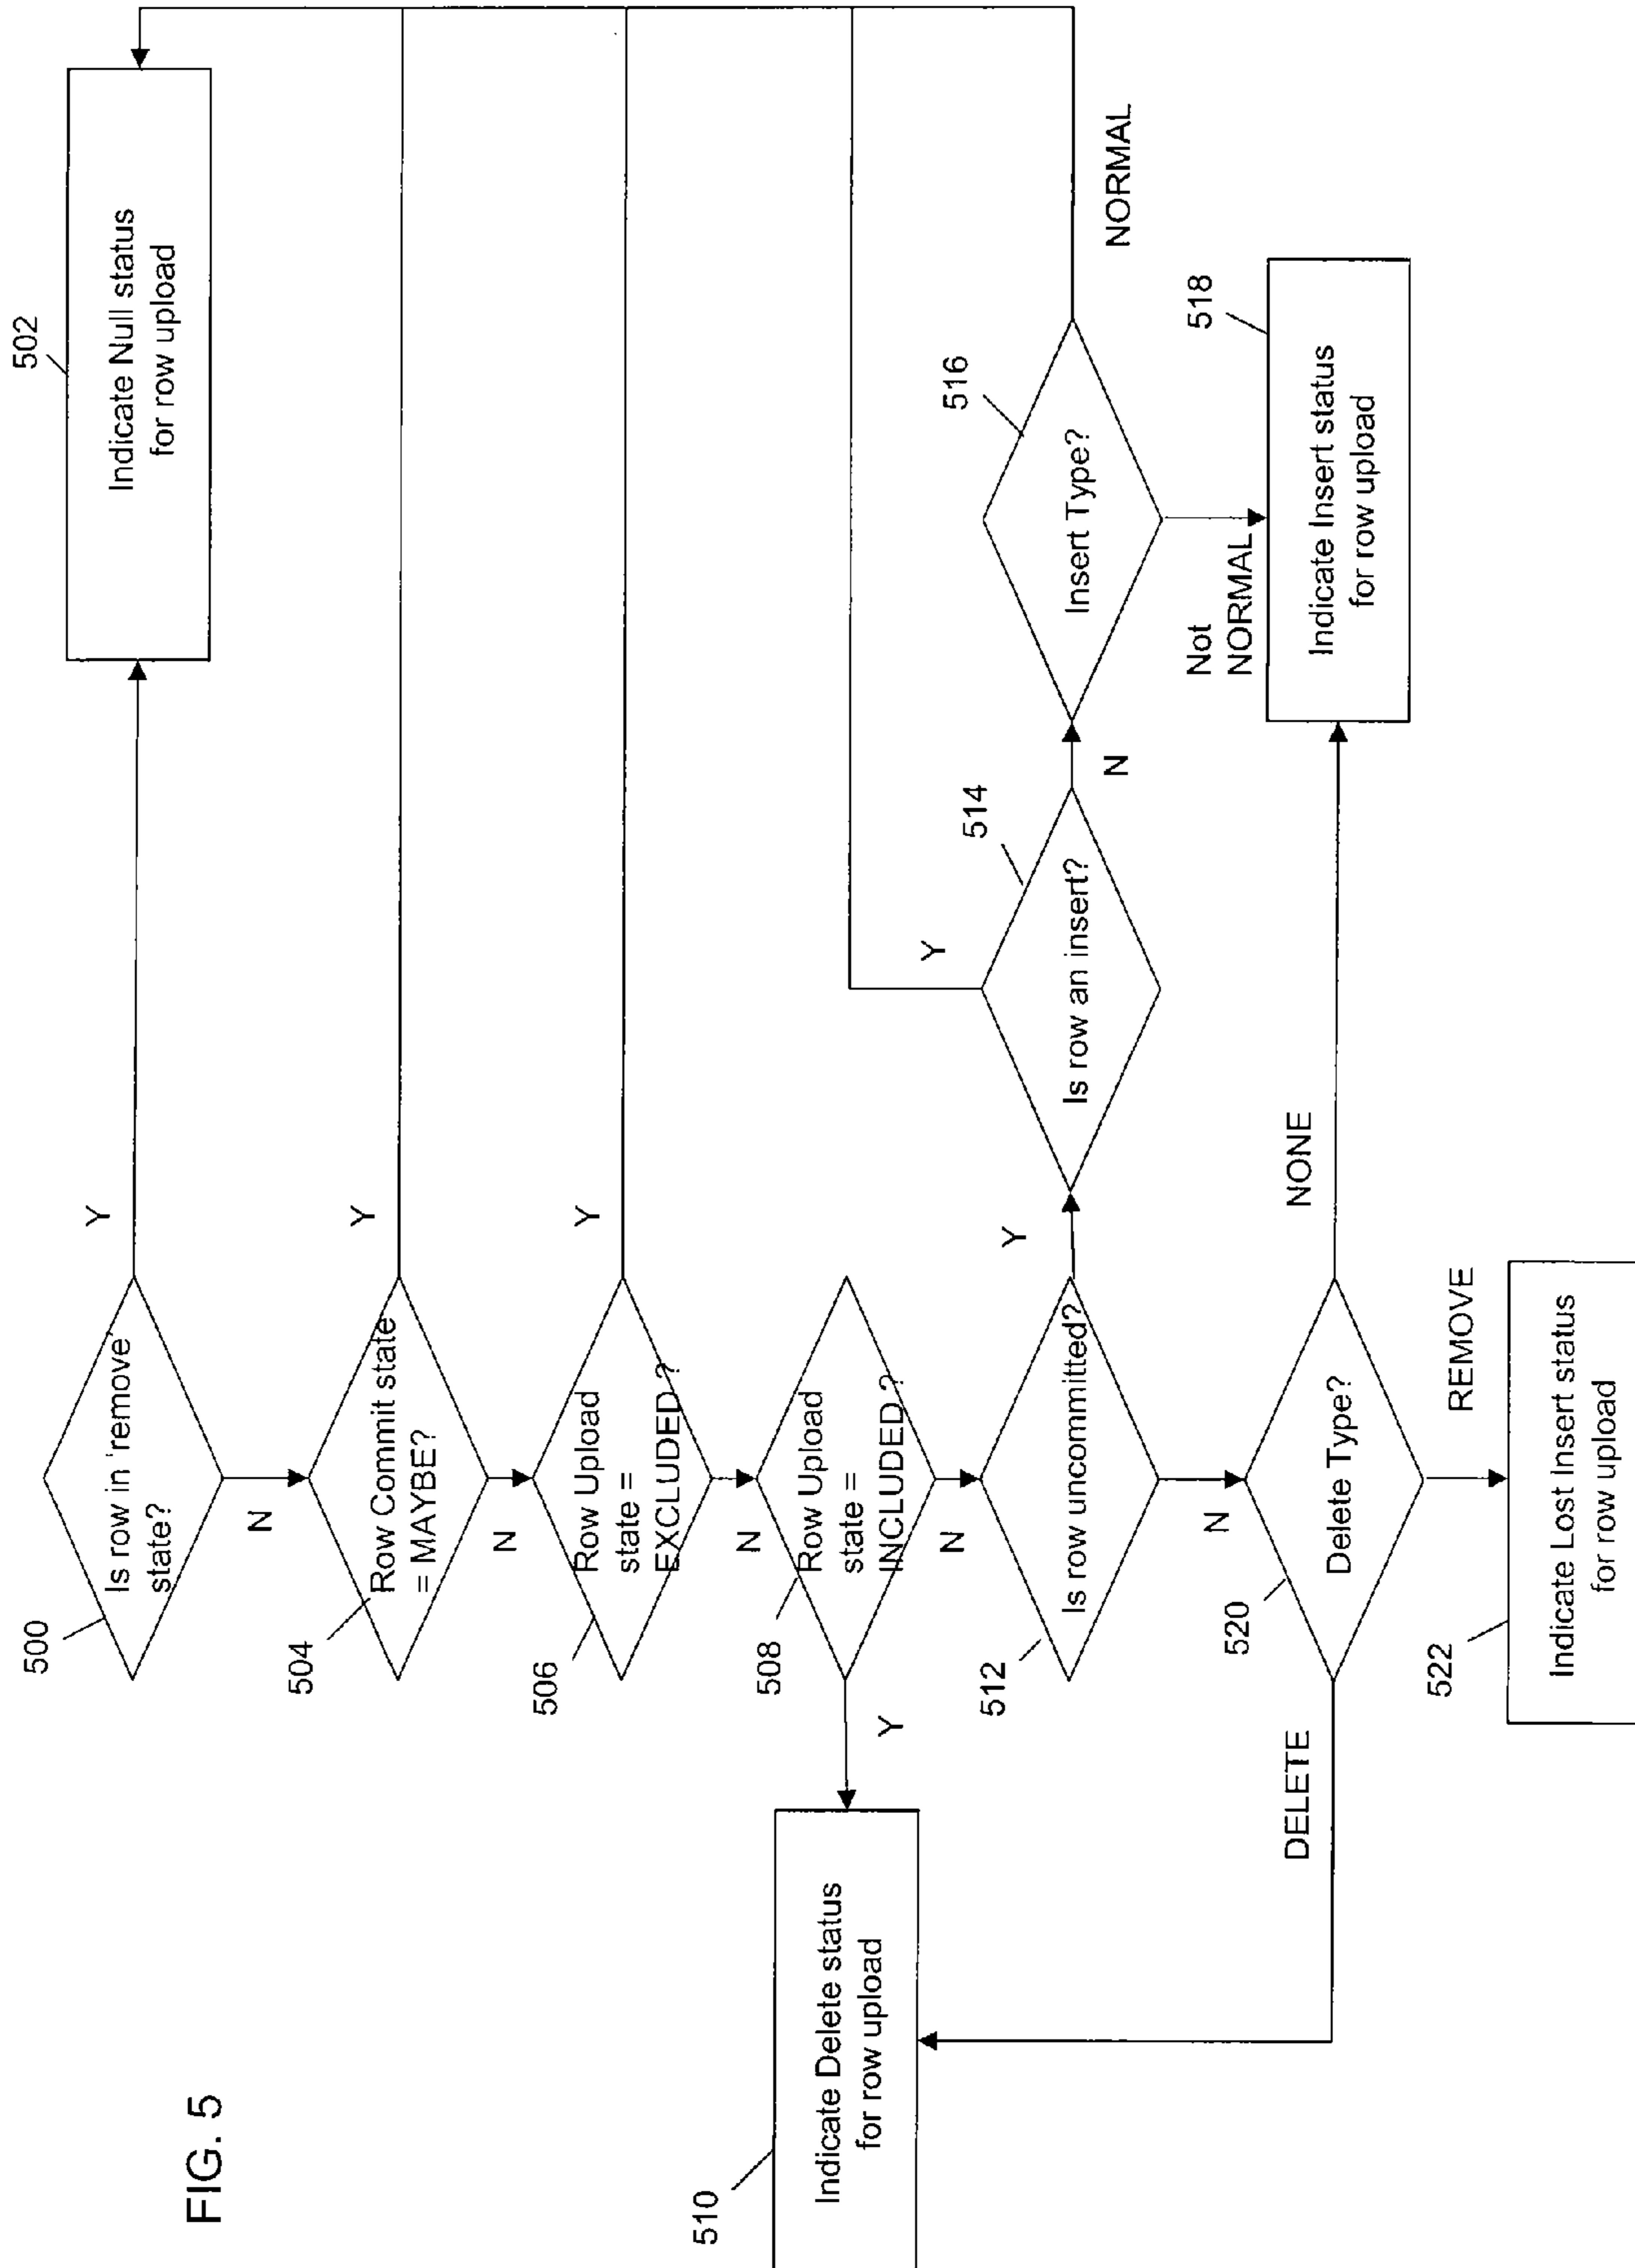 FIG. 5
500
Is row in 'remove
state?
Y
N
502
Indicate Null status
for row upload
504
Row Commit state
= MAYBE?
Y
N
506
Row Upload
state =
EXCLUDED ?
Y
N
508
Row Upload
state =
INCLUDED ?
Y
N
510
Indicate Delete status
for row upload
512
Is row uncommitted?
Y
N
514
Is row an insert?
Y
N
516
Insert Type?
NORMAL
Not
NORMAL
518
Indicate Insert status
for row upload
520
Delete Type?
DELETE
NONE
REMOVE
522
Indicate Lost Insert status
for row upload